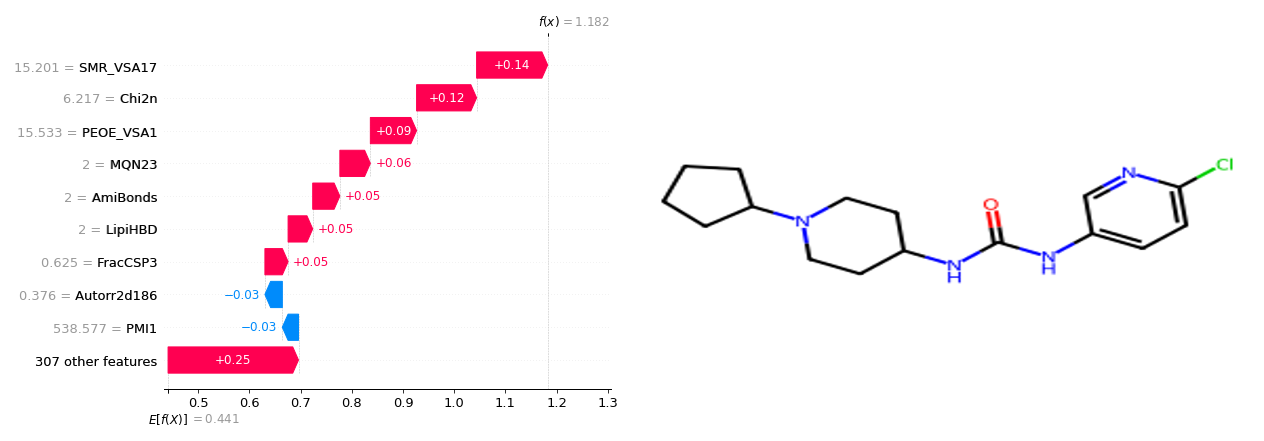 f(x) = 1.182
15.201 = SMR_VSA17
+0.14
6.217 = Chi2n
+0.12
15.533 = PEOE_VSA1
+0.09
2 = MQN23
+0.06
2 = AmiBonds
+0.05
2 = LipiHBD
+0.05
0.625 = FracCSP3
+0.05
0.376 = Autorr2d186
−0.03
538.577 = PMI1
−0.03
307 other features
+0.25
0.5 0.6 0.7 0.8 0.9 1.0 1.1 1.2 1.3
E[f(X)] = 0.441
Cl
N
O
N
N
H
N
H